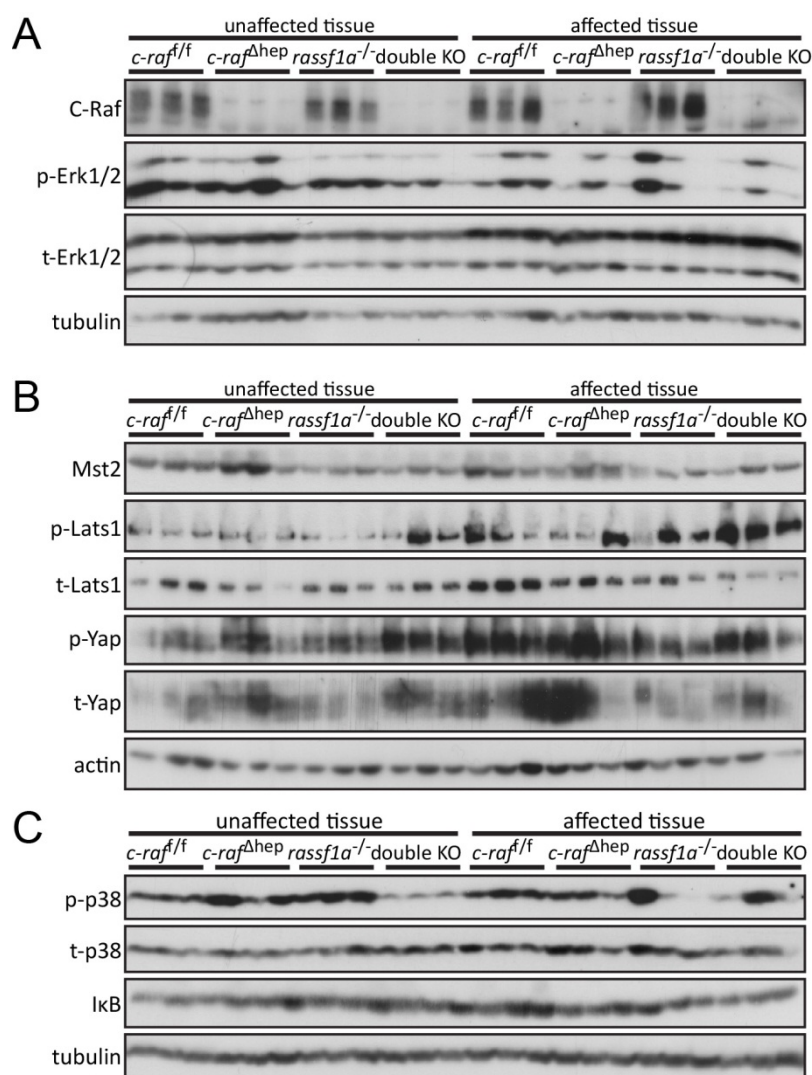 A
unaffected tissue affected tissue
c-raf^f/f c-raf^Δhep rassf1a^-/- double KO c-raf^f/f c-raf^Δhep rassf1a^-/- double KO
C-Raf
p-Erk1/2
t-Erk1/2
tubulin
B
unaffected tissue affected tissue
c-raf^f/f c-raf^Δhep rassf1a^-/- double KO c-raf^f/f c-raf^Δhep rassf1a^-/- double KO
Mst2
p-Lats1
t-Lats1
p-Yap
t-Yap
actin
C
unaffected tissue affected tissue
c-raf^f/f c-raf^Δhep rassf1a^-/- double KO c-raf^f/f c-raf^Δhep rassf1a^-/- double KO
p-p38
t-p38
IκB
tubulin